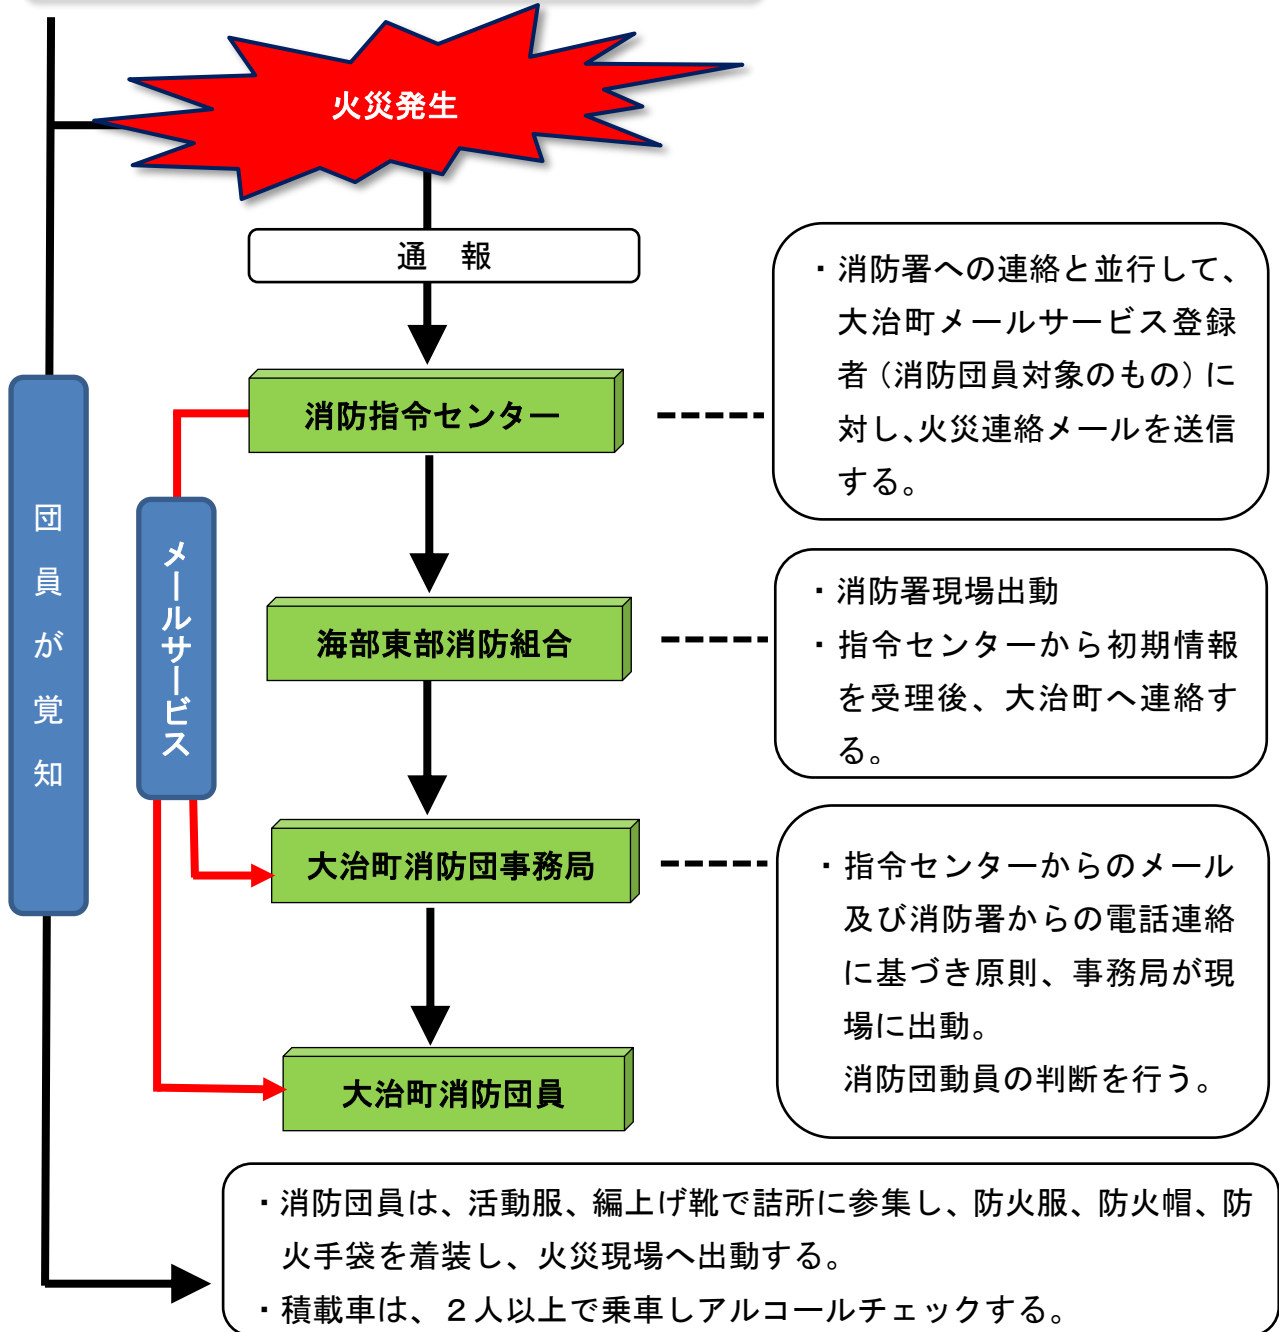 火災発生
通　報
・消防署への連絡と並行して、
大治町メールサービス登録
者（消防団員対象のもの）に
対し、火災連絡メールを送信
する。
消防指令センター
団員が覚知
メールサービス
・消防署現場出動
・指令センターから初期情報
を受理後、大治町へ連絡す
る。
海部東部消防組合
大治町消防団事務局
・指令センターからのメール
及び消防署からの電話連絡
に基づき原則、事務局が現
場に出動。
消防団動員の判断を行う。
大治町消防団員
・消防団員は、活動服、編上げ靴で詰所に参集し、防火服、防火帽、防
火手袋を着装し、火災現場へ出動する。
・積載車は、２人以上で乗車しアルコールチェックする。